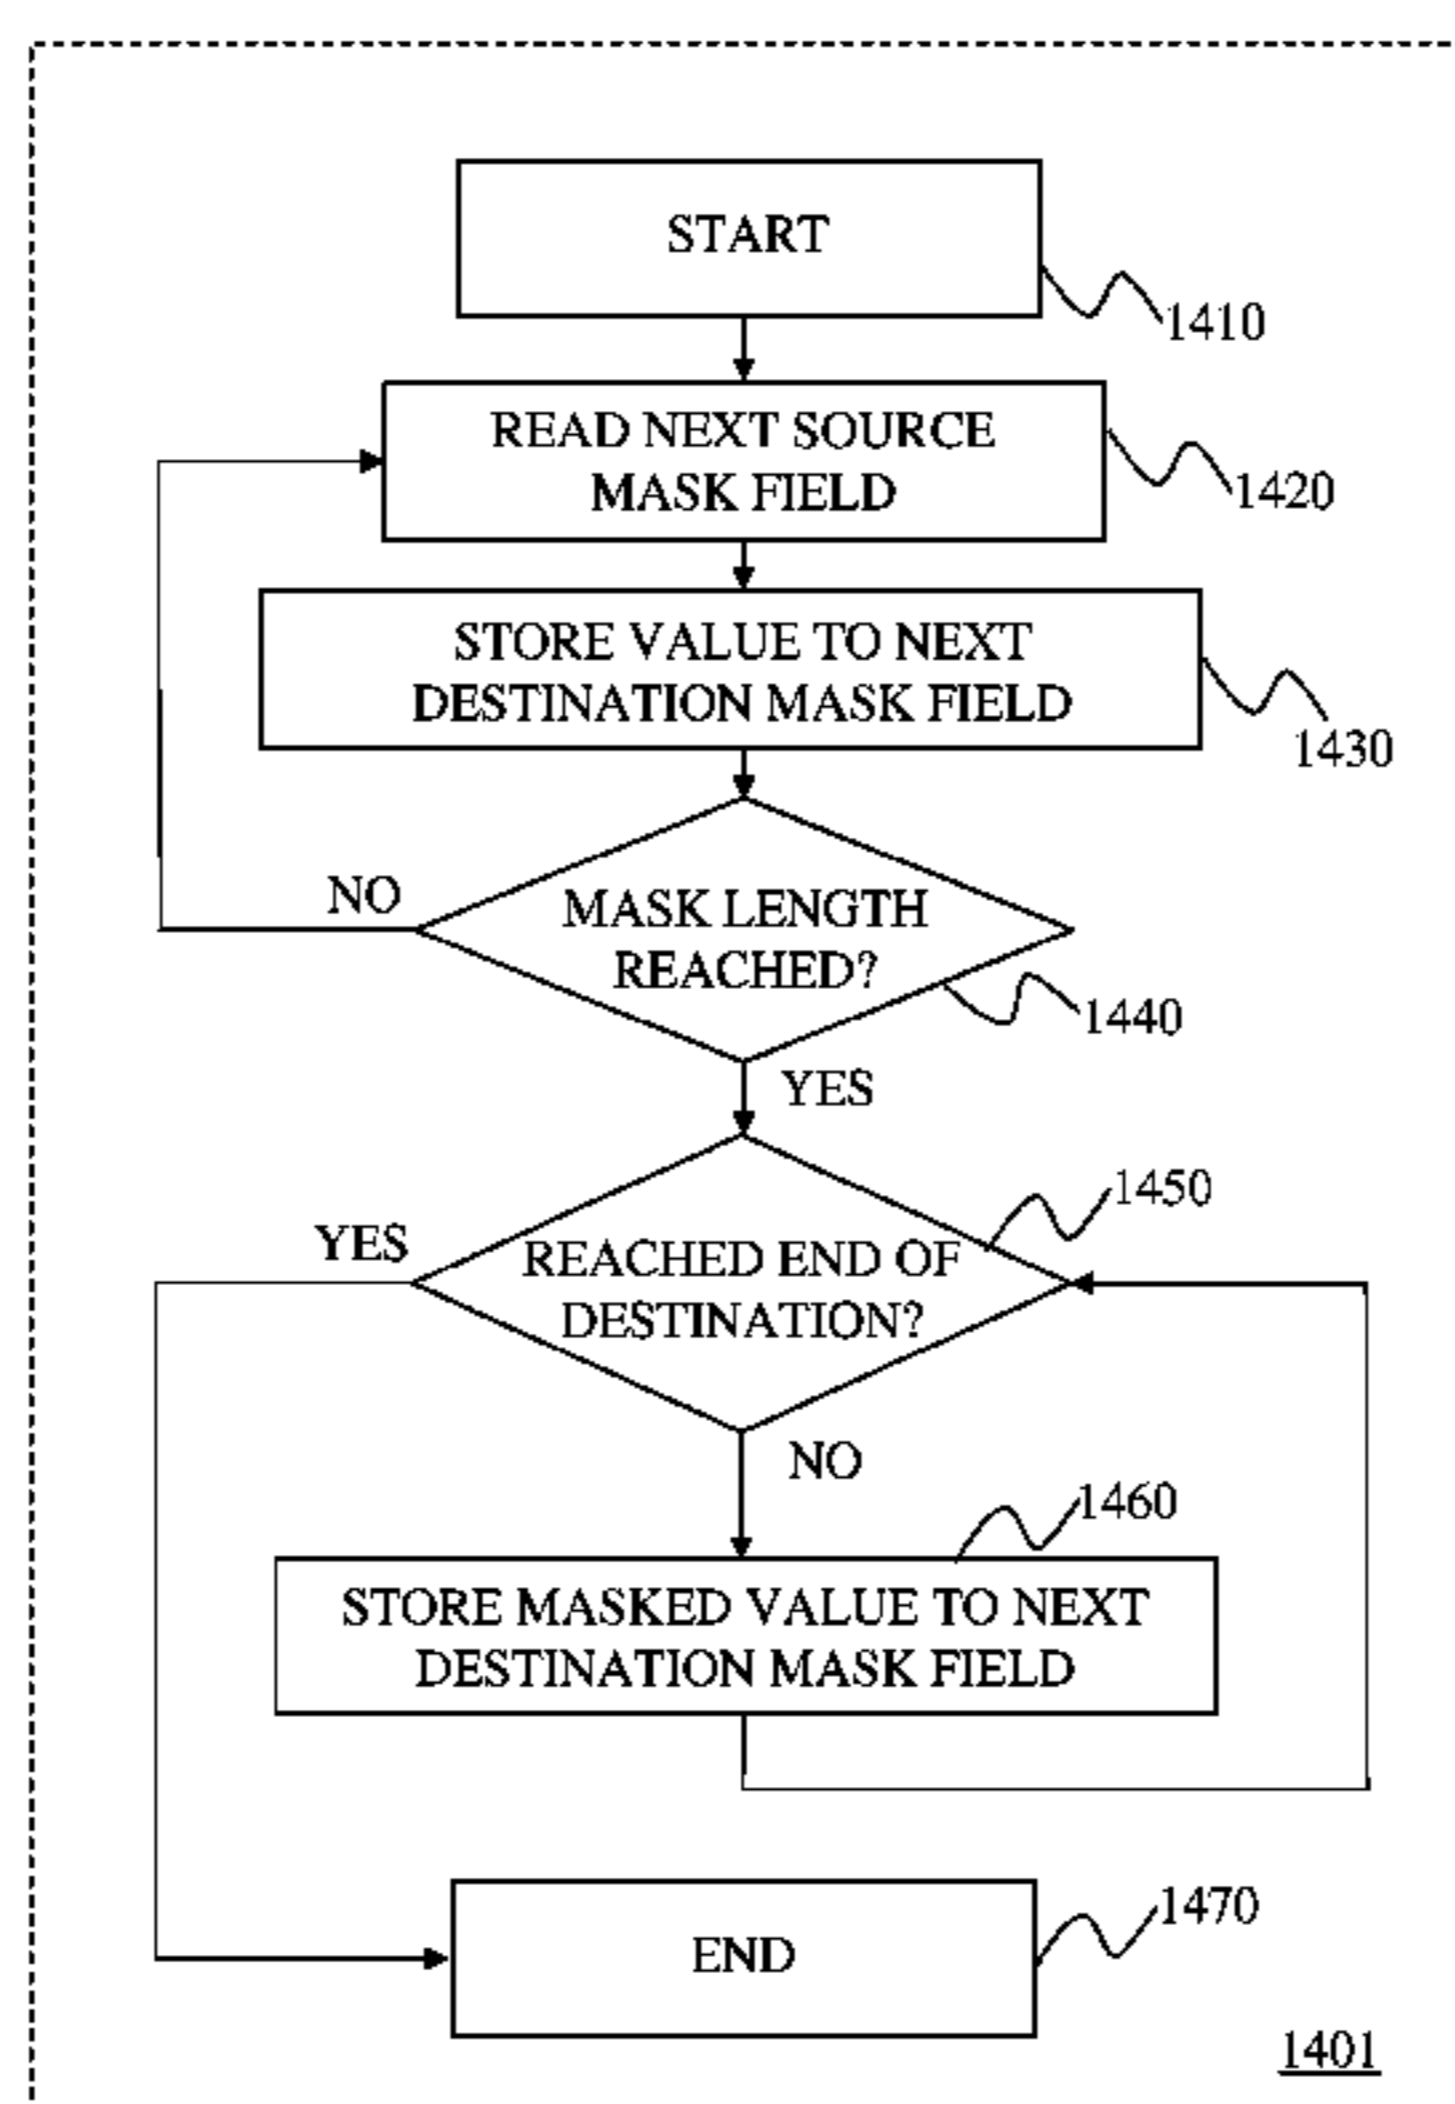 START
1410
READ NEXT SOURCE
MASK FIELD
1420
STORE VALUE TO NEXT
DESTINATION MASK FIELD
1430
NO
MASK LENGTH
REACHED?
1440
YES
1450
YES
REACHED END OF
DESTINATION?
NO
1460
STORE MASKED VALUE TO NEXT
DESTINATION MASK FIELD
1470
END
1401